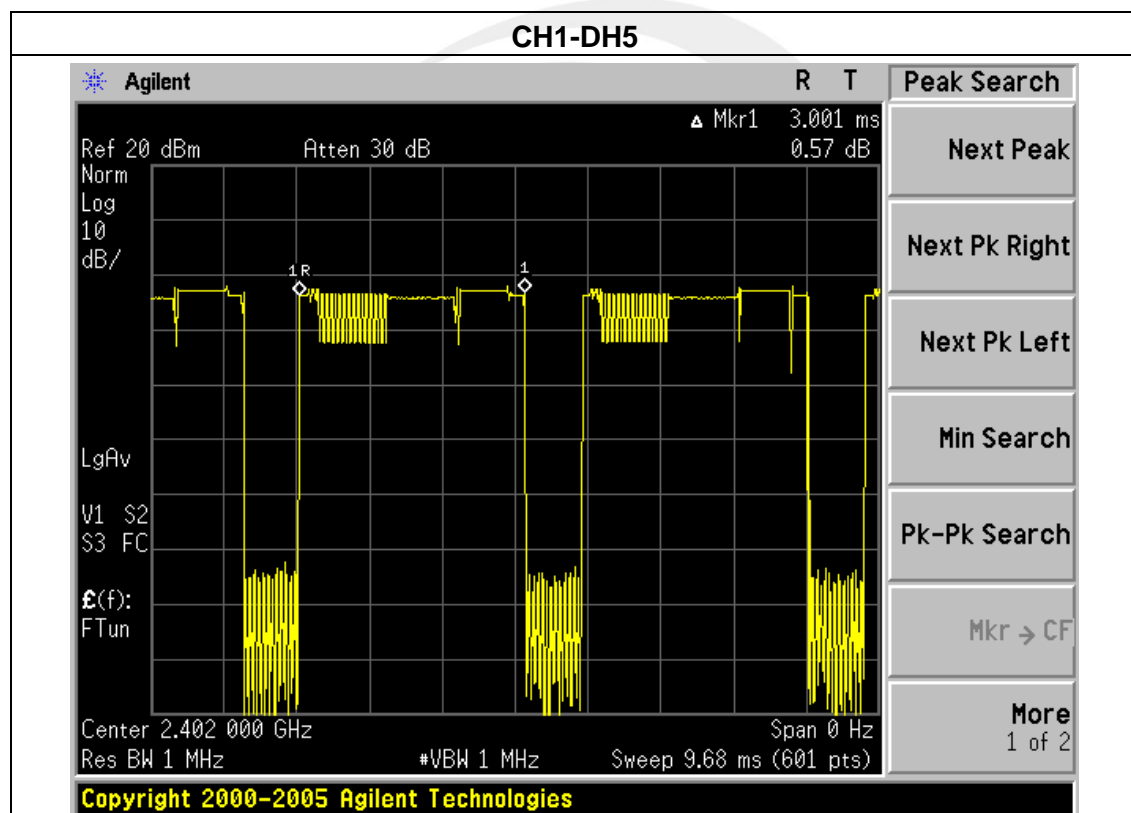 CH1-DH5
Agilent R T Peak Search
Δ Mkr1 3.001 ms
Ref 20 dBm Atten 30 dB 0.57 dB
Norm
Log
10
dB/
1R
1
LgAv
V1 S2
S3 FC
£(f):
FTun
Center 2.402 000 GHz Span 0 Hz
Res BW 1 MHz #VBW 1 MHz Sweep 9.68 ms (601 pts)
Next Peak
Next Pk Right
Next Pk Left
Min Search
Pk-Pk Search
Mkr → CF
More
1 of 2
Copyright 2000-2005 Agilent Technologies